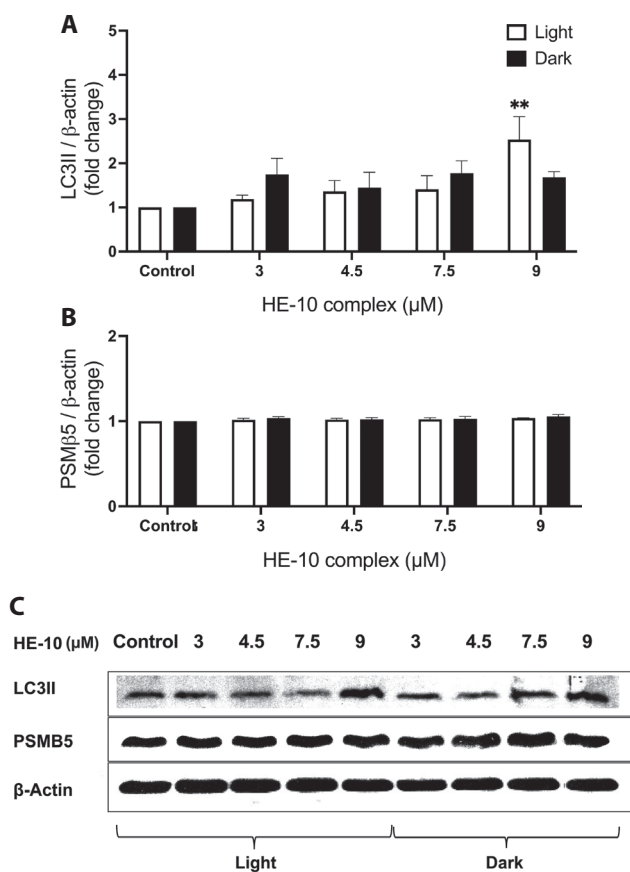 A
LC3II / β-actin
(fold change)
5
4
3
2
1
0
Light
Dark
**
Control 3 4.5 7.5 9
HE-10 complex (µM)
B
PSMβ5 / β-actin
(fold change)
2
1
0
Control 3 4.5 7.5 9
HE-10 complex (µM)
C
HE-10 (µM) Control 3 4.5 7.5 9 3 4.5 7.5 9
LC3II
PSMB5
β-Actin
Light Dark